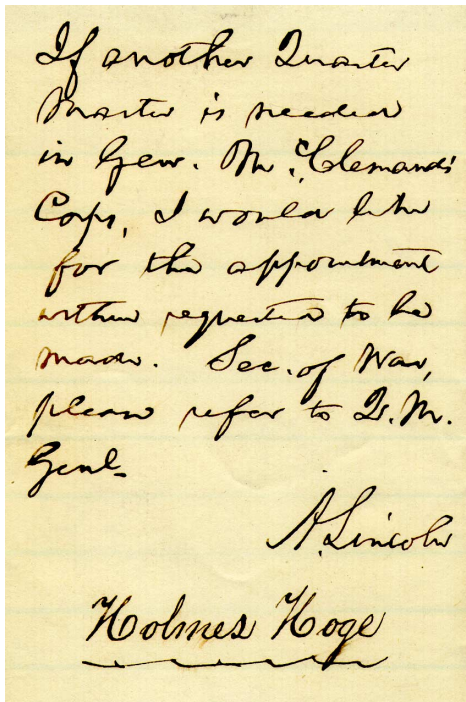 If another Quarter
Master is needed
in Gen. McClernand's
Corps, I would like
for the appointment
within requested to be
made. Sec. of War,
please refer to Q.M.
Genl.
A. Lincoln
Holmes Hoge